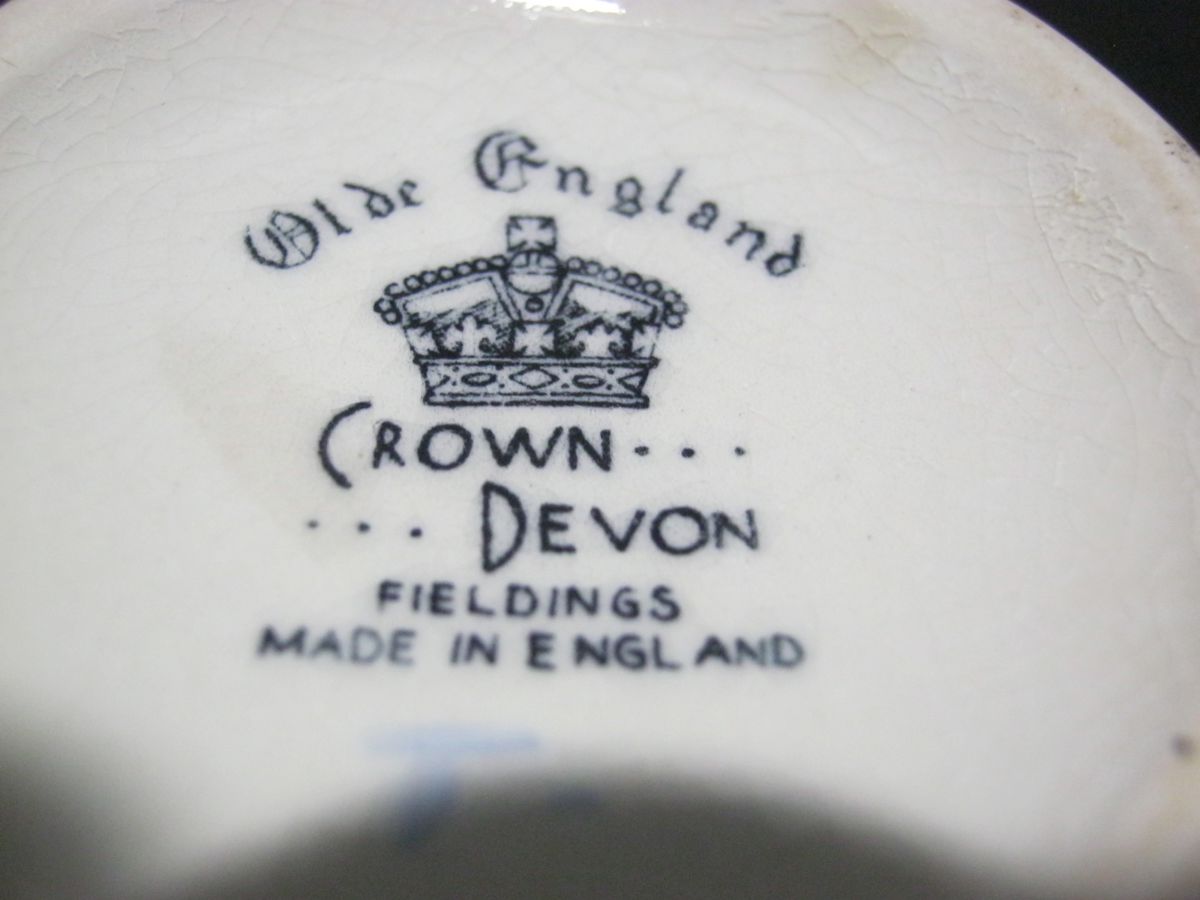 Olde England
CROWN...
... DEVON
FIELDINGS
MADE IN ENGLAND